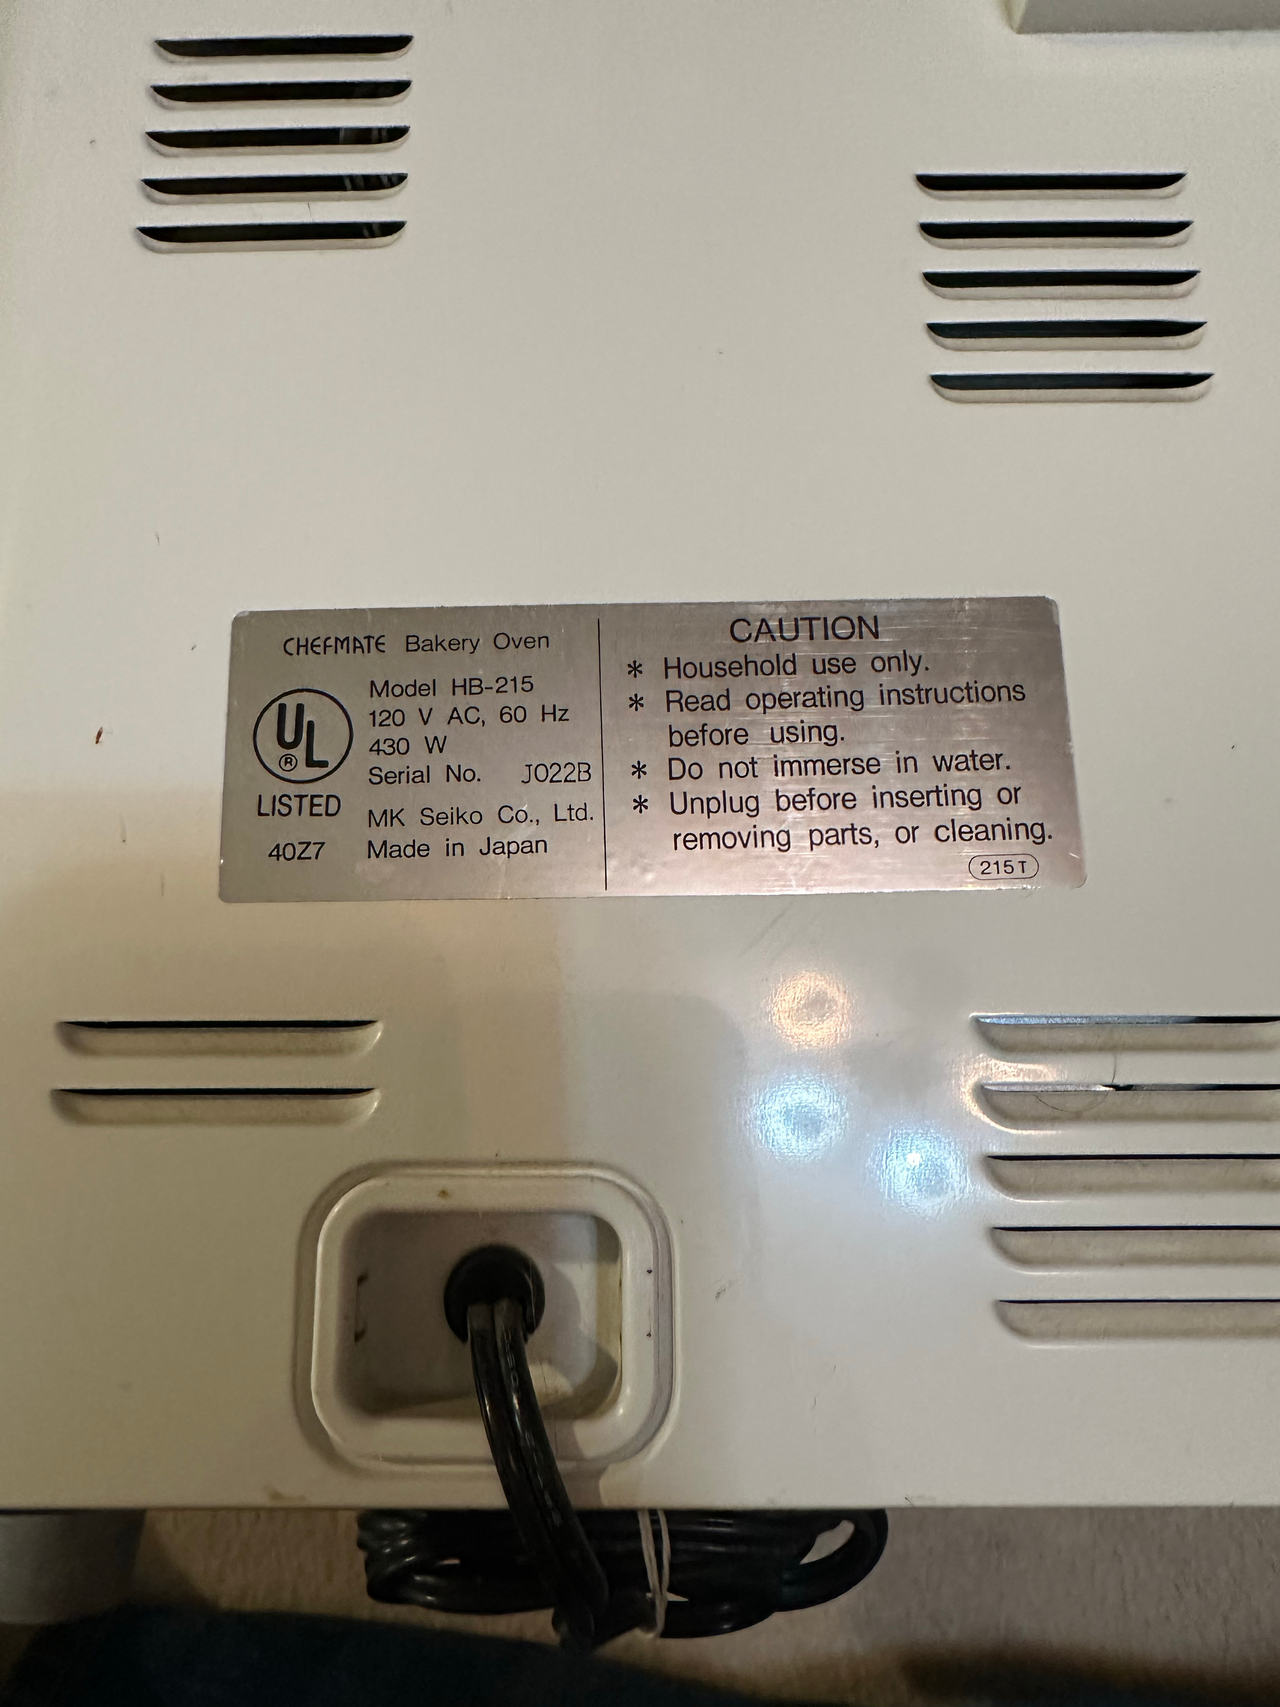 CHEFMATE Bakery Oven
UL
®
LISTED
40Z7
Model HB-215
120 V AC, 60 Hz
430 W
Serial No. J022B
MK Seiko Co., Ltd.
Made in Japan
CAUTION
* Household use only.
* Read operating instructions
before using.
* Do not immerse in water.
* Unplug before inserting or
removing parts, or cleaning.
215T